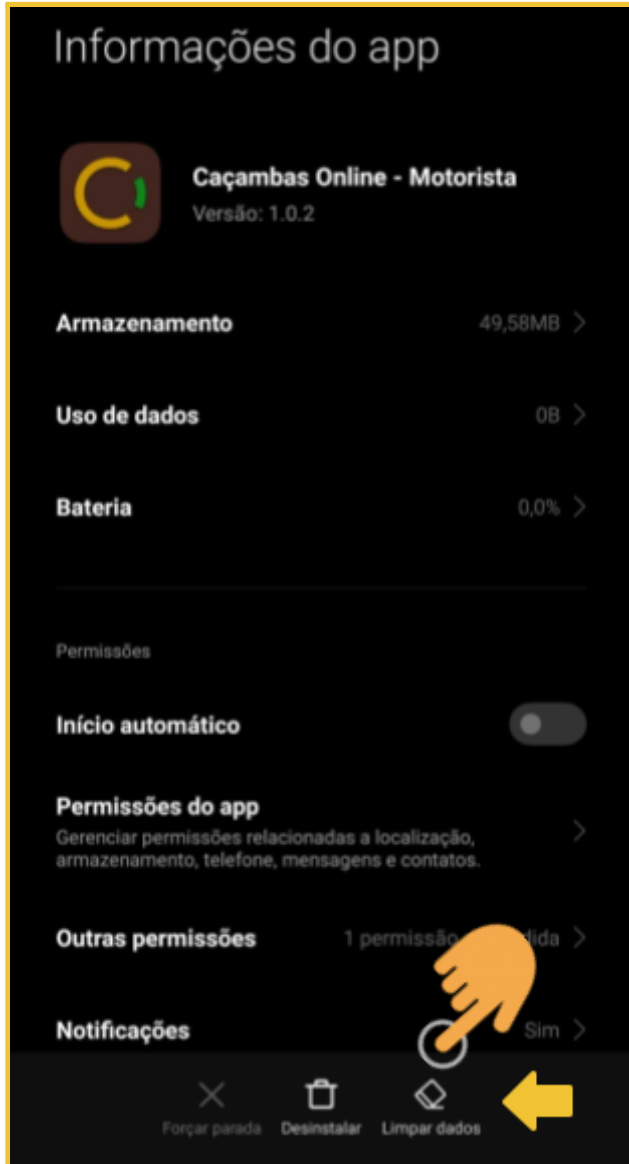 Informações do app
Caçambas Online - Motorista
Versão: 1.0.2
Armazenamento 49,58MB
Uso de dados 0B
Bateria 0,0%
Permissões
Início automático
Permissões do app
Gerenciar permissões relacionadas a localização,
armazenamento, telefone, mensagens e contatos.
Outras permissões 1 permissão
Notificações Sim
Forçar parada Desinstalar Limpar dados